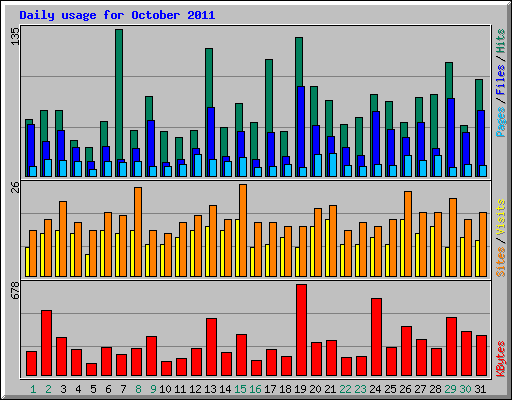 Daily usage for October 2011
135
Pages / Files / Hits
26
Sites / Visits
678
KBytes
1 2 3 4 5 6 7 8 9 10 11 12 13 14 15 16 17 18 19 20 21 22 23 24 25 26 27 28 29 30 31